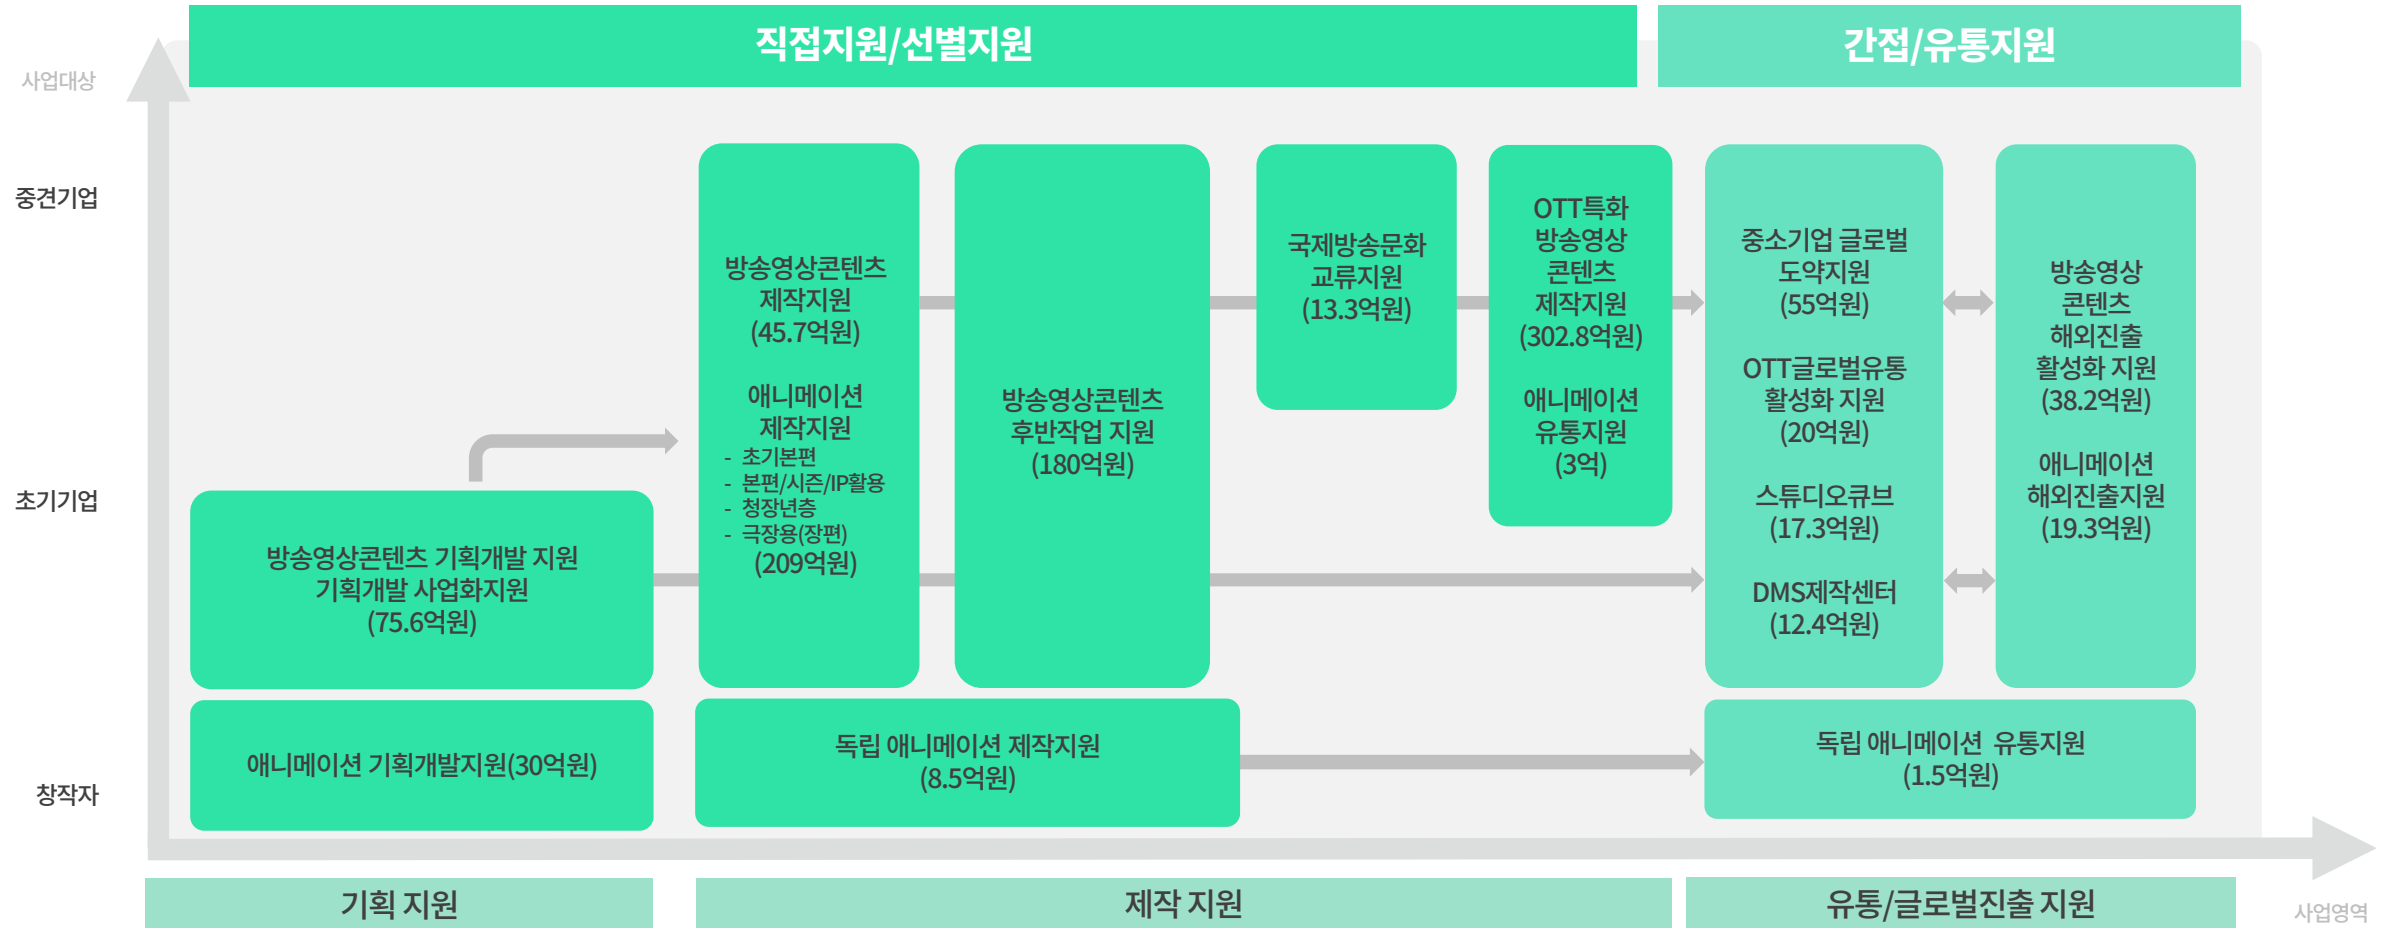 직접지원/선별지원
간접/유통지원
사업대상
중견기업
초기기업
창작자
방송영상콘텐츠 기획개발 지원
기획개발 사업화지원
(75.6억원)
애니메이션 기획개발지원(30억원)
방송영상콘텐츠
제작지원
(45.7억원)
애니메이션
제작지원
- 초기본편
- 본편/시즌/IP활용
- 청장년층
- 극장용(장편)
(209억원)
방송영상콘텐츠
후반작업 지원
(180억원)
국제방송문화
교류지원
(13.3억원)
OTT특화
방송영상
콘텐츠
제작지원
(302.8억원)
애니메이션
유통지원
(3억)
독립 애니메이션 제작지원
(8.5억원)
중소기업 글로벌
도약지원
(55억원)
OTT글로벌유통
활성화 지원
(20억원)
스튜디오큐브
(17.3억원)
DMS제작센터
(12.4억원)
방송영상
콘텐츠
해외진출
활성화 지원
(38.2억원)
애니메이션
해외진출지원
(19.3억원)
독립 애니메이션 유통지원
(1.5억원)
기획 지원
제작 지원
유통/글로벌진출 지원
사업영역